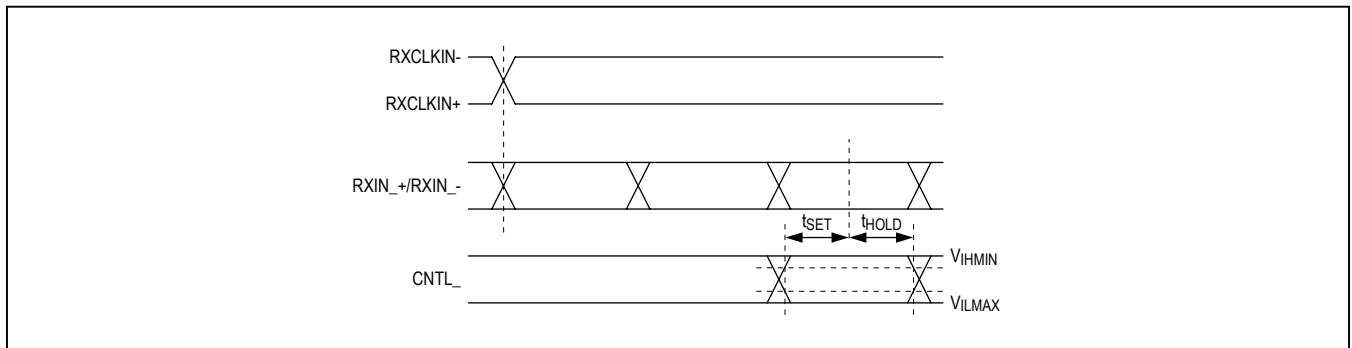 RXCLKIN-
RXCLKIN+
RXIN_+/RXIN_-
tSET
tHOLD
VIHMIN
CNTL_
VILMAX